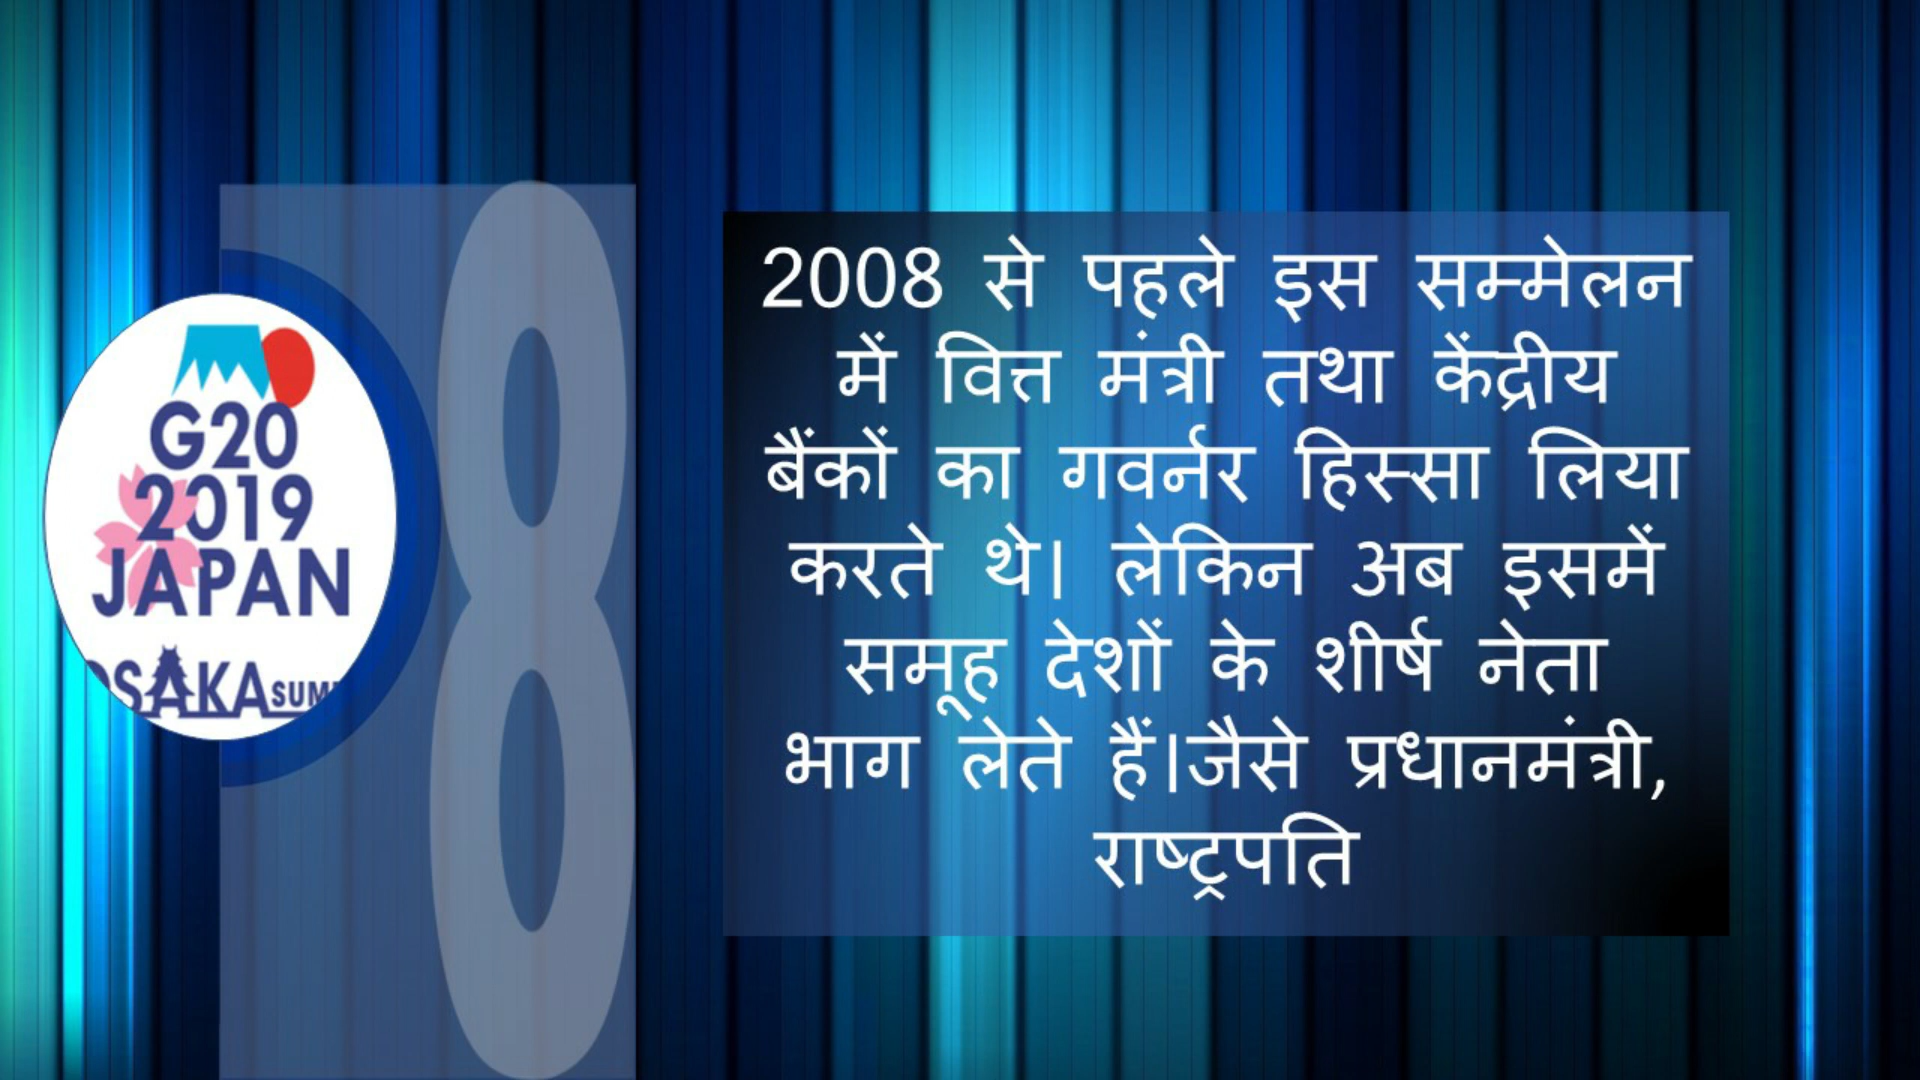 G20
2019
JAPAN
OSAKA SUM
8
2008 से पहले इस सम्मेलन
में वित्त मंत्री तथा केंद्रीय
बैंकों का गवर्नर हिस्सा लिया
करते थे। लेकिन अब इसमें
समूह देशों के शीर्ष नेता
भाग लेते हैं।जैसे प्रधानमंत्री,
राष्ट्रपति